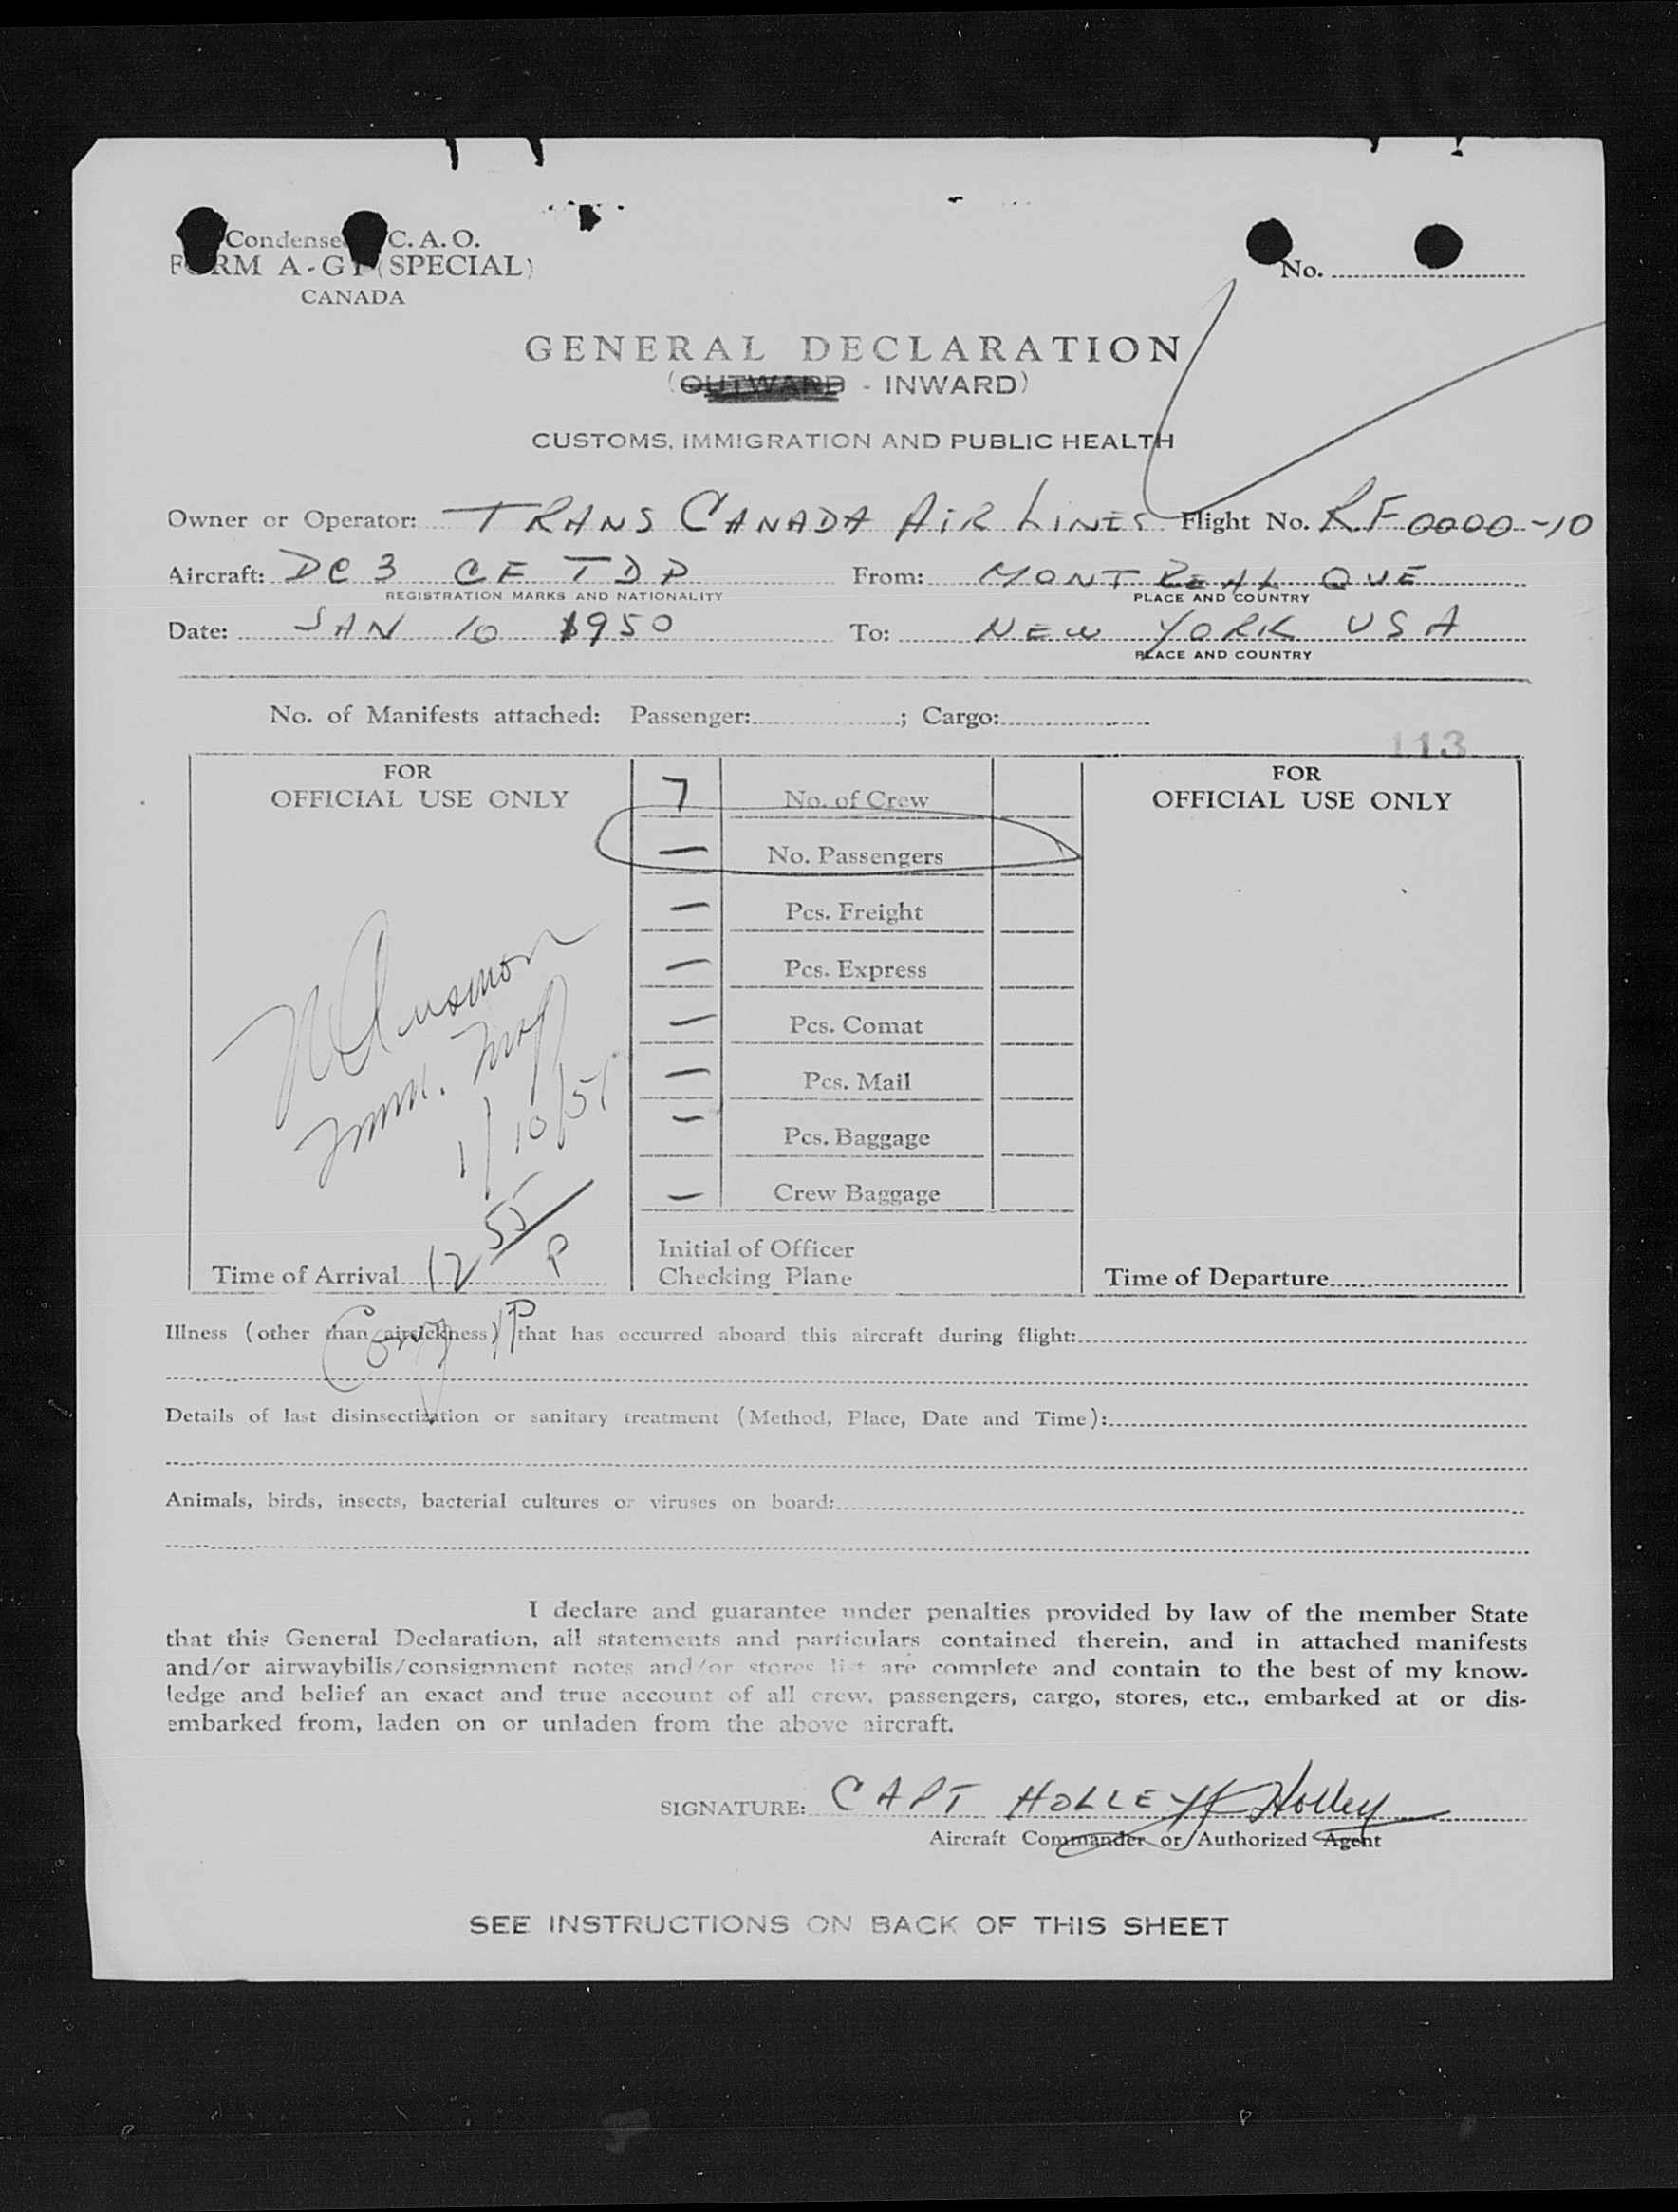 Condensed C. A. O.
FORM A-G1 (SPECIAL)
CANADA
No.
GENERAL DECLARATION
(OUTWARD - INWARD)
CUSTOMS, IMMIGRATION AND PUBLIC HEALTH
Owner or Operator: TRANS CANADA AIR LINES Flight No. RF 0000-10
Aircraft: DC 3 CF TDP From: MONTREAL QUE
REGISTRATION MARKS AND NATIONALITY PLACE AND COUNTRY
Date: JAN 10 1950 To: NEW YORK USA
PLACE AND COUNTRY
No. of Manifests attached: Passenger: ; Cargo:
113
FOR
OFFICIAL USE ONLY
7 No. of Crew
FOR
OFFICIAL USE ONLY
— No. Passengers
— Pcs. Freight
— Pcs. Express
— Pcs. Comat
— Pcs. Mail
— Pcs. Baggage
— Crew Baggage
Imm. Insp
1/10/51
Time of Arrival 12 55 P
Initial of Officer
Checking Plane
Time of Departure
Illness (other than airsickness) that has occurred aboard this aircraft during flight:
Details of last disinsectization or sanitary treatment (Method, Place, Date and Time):
Animals, birds, insects, bacterial cultures or viruses on board:
I declare and guarantee under penalties provided by law of the member State
that this General Declaration, all statements and particulars contained therein, and in attached manifests
and/or airwaybills/consignment notes and/or stores list are complete and contain to the best of my know-
ledge and belief an exact and true account of all crew, passengers, cargo, stores, etc., embarked at or dis-
embarked from, laden on or unladen from the above aircraft.
SIGNATURE: CAPT HOLLEY Holley
Aircraft Commander or Authorized Agent
SEE INSTRUCTIONS ON BACK OF THIS SHEET